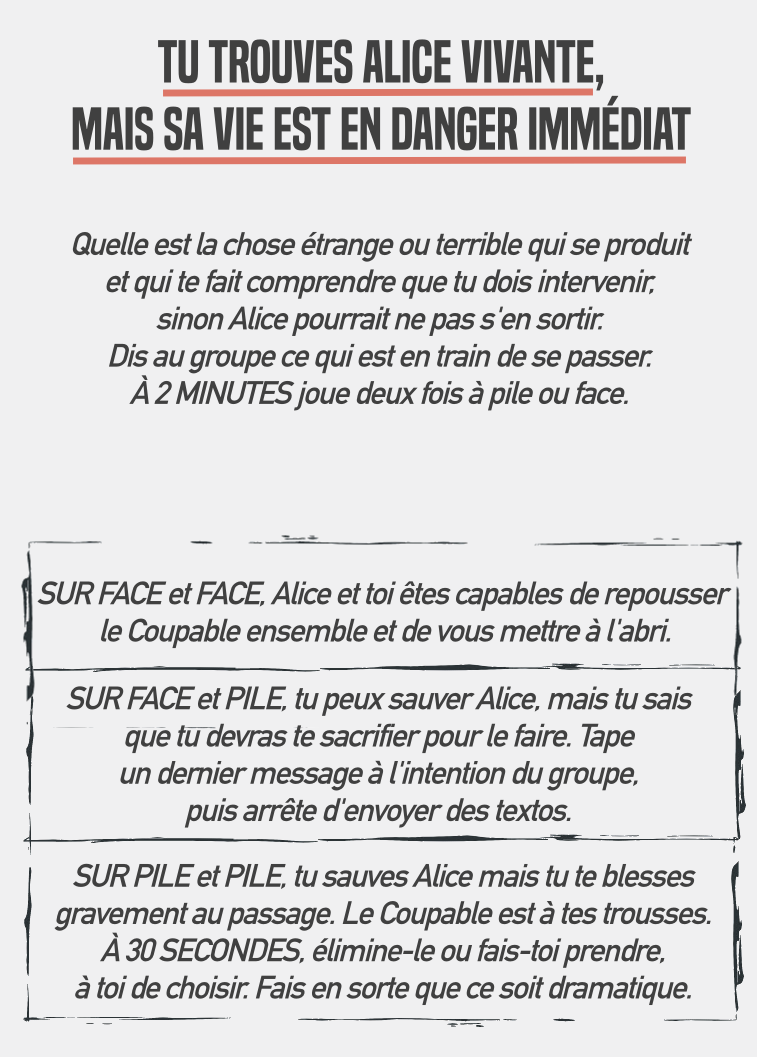 TU TROUVES ALICE VIVANTE,
MAIS SA VIE EST EN DANGER IMMÉDIAT
Quelle est la chose étrange ou terrible qui se produit
et qui te fait comprendre que tu dois intervenir,
sinon Alice pourrait ne pas s'en sortir.
Dis au groupe ce qui est en train de se passer.
À 2 MINUTES joue deux fois à pile ou face.
SUR FACE et FACE, Alice et toi êtes capables de repousser
le Coupable ensemble et de vous mettre à l'abri.
SUR FACE et PILE, tu peux sauver Alice, mais tu sais
que tu devras te sacrifier pour le faire. Tape
un dernier message à l'intention du groupe,
puis arrête d'envoyer des textos.
SUR PILE et PILE, tu sauves Alice mais tu te blesses
gravement au passage. Le Coupable est à tes trousses.
À 30 SECONDES, élimine-le ou fais-toi prendre,
à toi de choisir. Fais en sorte que ce soit dramatique.